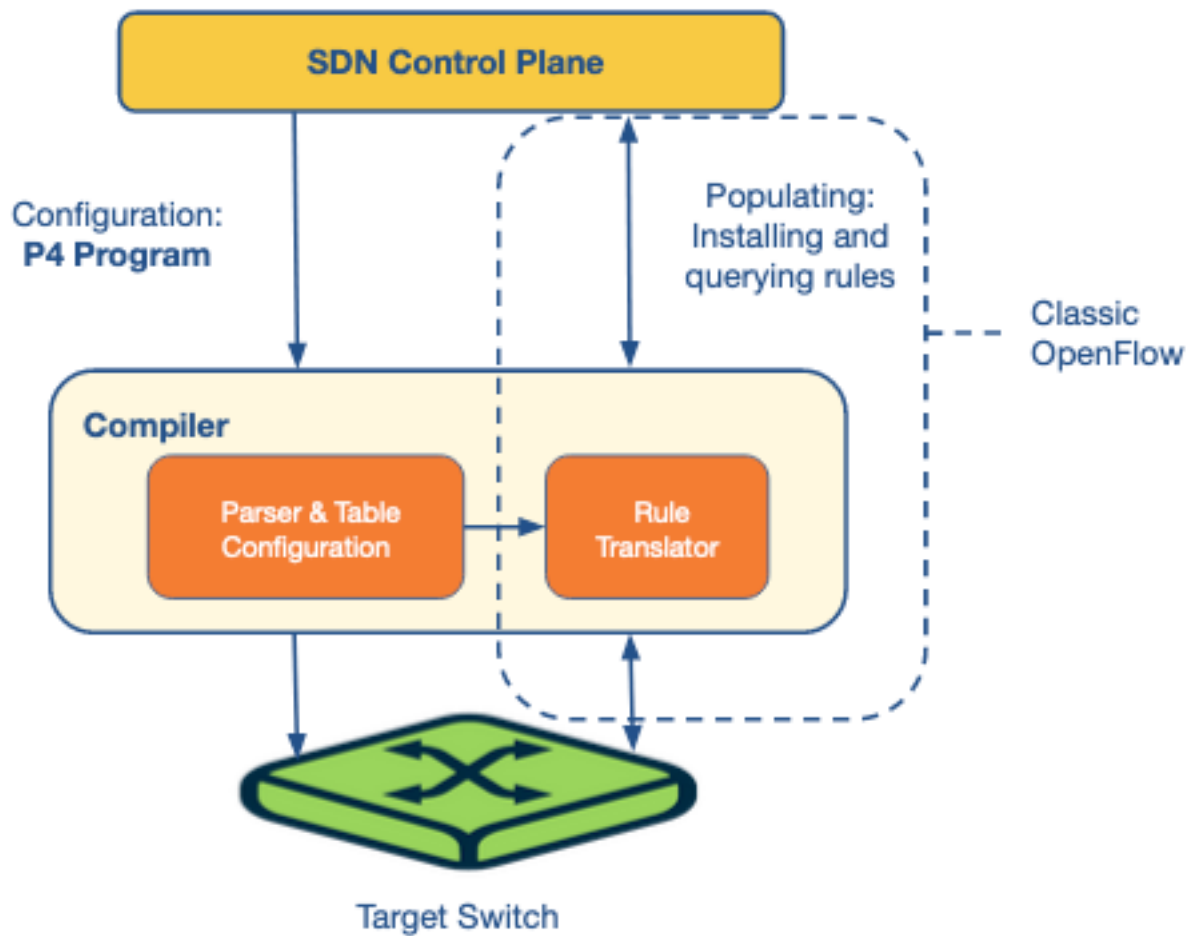 SDN Control Plane
Configuration:
P4 Program
Populating:
Installing and
querying rules
Classic
OpenFlow
Compiler
Parser & Table
Configuration
Rule
Translator
Target Switch